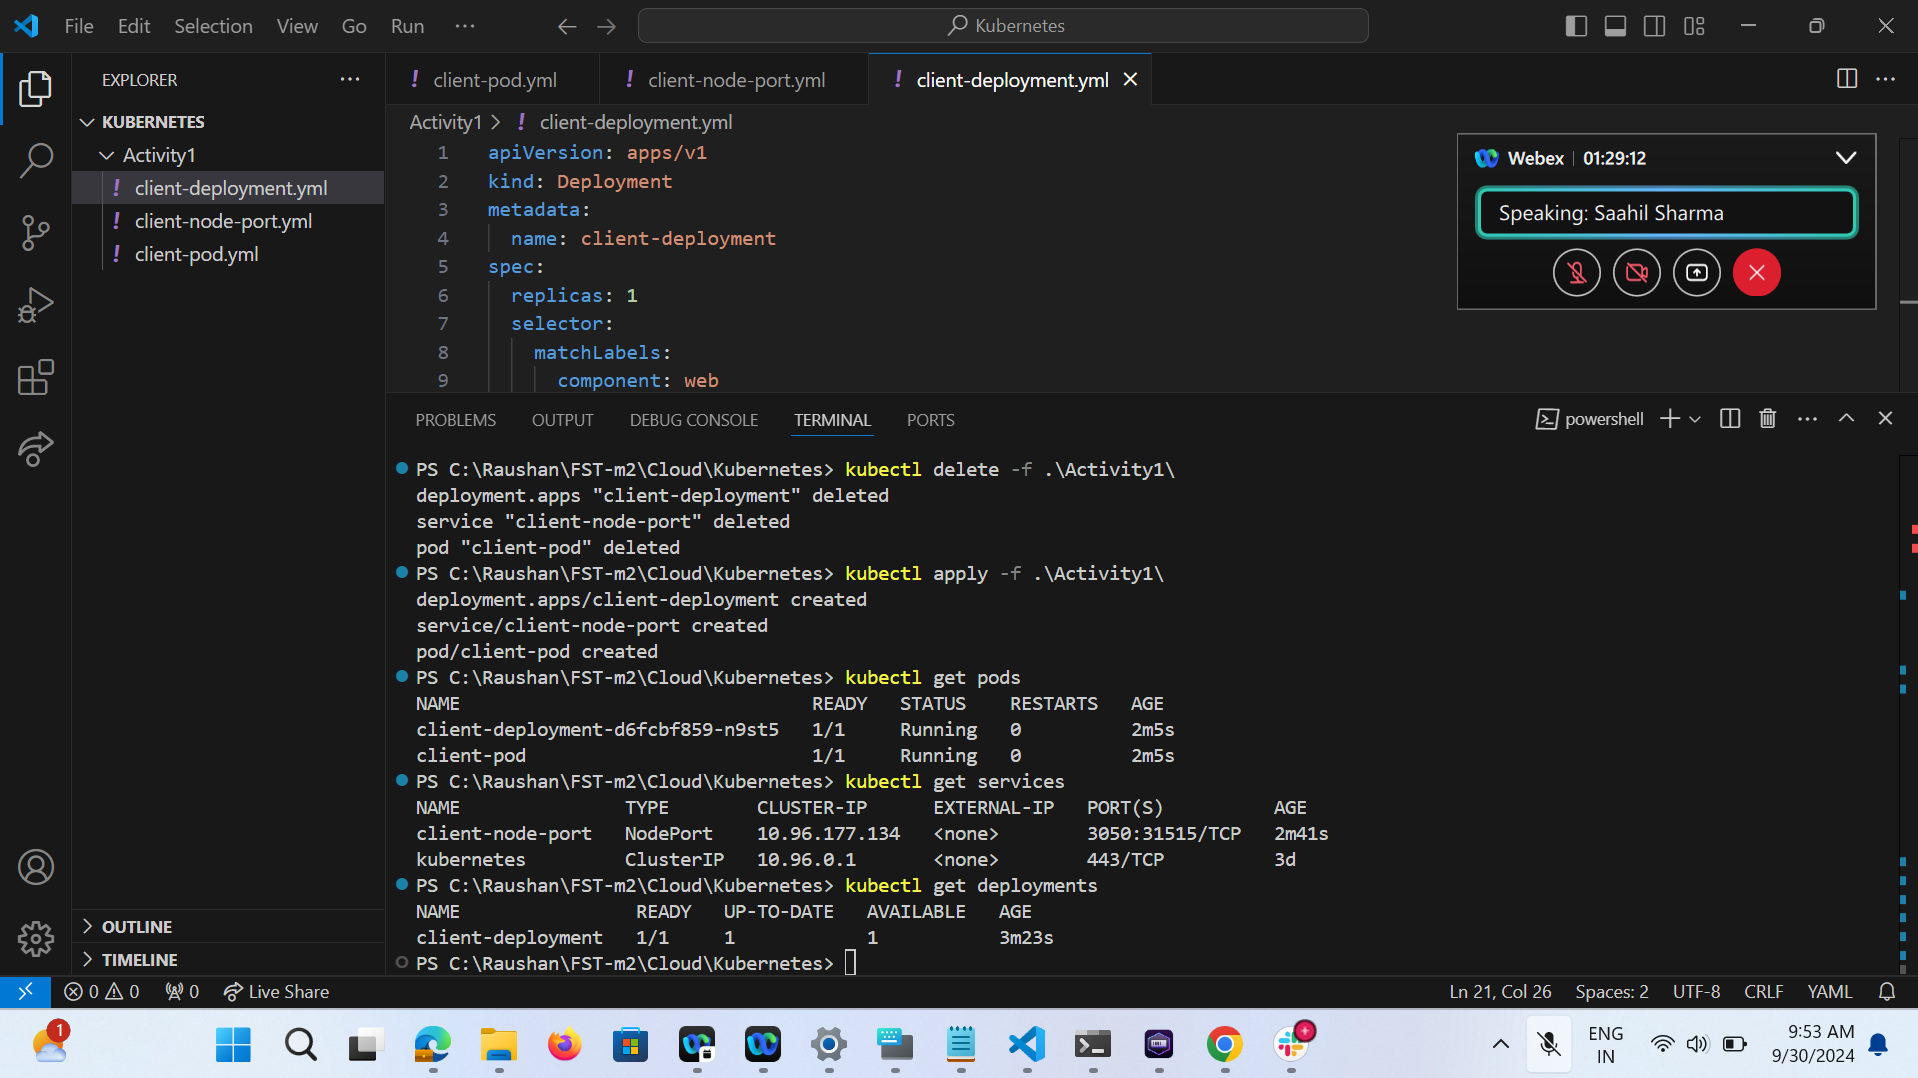 File Edit Selection View Go Run ···
Kubernetes
EXPLORER
KUBERNETES
Activity1
! client-deployment.yml
! client-node-port.yml
! client-pod.yml
OUTLINE
TIMELINE
! client-pod.yml
! client-node-port.yml
! client-deployment.yml
Activity1 > ! client-deployment.yml
1 apiVersion: apps/v1
2 kind: Deployment
3 metadata:
4 name: client-deployment
5 spec:
6 replicas: 1
7 selector:
8 matchLabels:
9 component: web
Webex | 01:29:12
Speaking: Saahil Sharma
PROBLEMS OUTPUT DEBUG CONSOLE TERMINAL PORTS
powershell
PS C:\Raushan\FST-m2\Cloud\Kubernetes> kubectl delete -f .\Activity1\
deployment.apps "client-deployment" deleted
service "client-node-port" deleted
pod "client-pod" deleted
PS C:\Raushan\FST-m2\Cloud\Kubernetes> kubectl apply -f .\Activity1\
deployment.apps/client-deployment created
service/client-node-port created
pod/client-pod created
PS C:\Raushan\FST-m2\Cloud\Kubernetes> kubectl get pods
NAME READY STATUS RESTARTS AGE
client-deployment-d6fcbf859-n9st5 1/1 Running 0 2m5s
client-pod 1/1 Running 0 2m5s
PS C:\Raushan\FST-m2\Cloud\Kubernetes> kubectl get services
NAME TYPE CLUSTER-IP EXTERNAL-IP PORT(S) AGE
client-node-port NodePort 10.96.177.134 <none> 3050:31515/TCP 2m41s
kubernetes ClusterIP 10.96.0.1 <none> 443/TCP 3d
PS C:\Raushan\FST-m2\Cloud\Kubernetes> kubectl get deployments
NAME READY UP-TO-DATE AVAILABLE AGE
client-deployment 1/1 1 1 3m23s
PS C:\Raushan\FST-m2\Cloud\Kubernetes>
0 0 0 Live Share
Ln 21, Col 26 Spaces: 2 UTF-8 CRLF YAML
1
ENG
IN
9:53 AM
9/30/2024